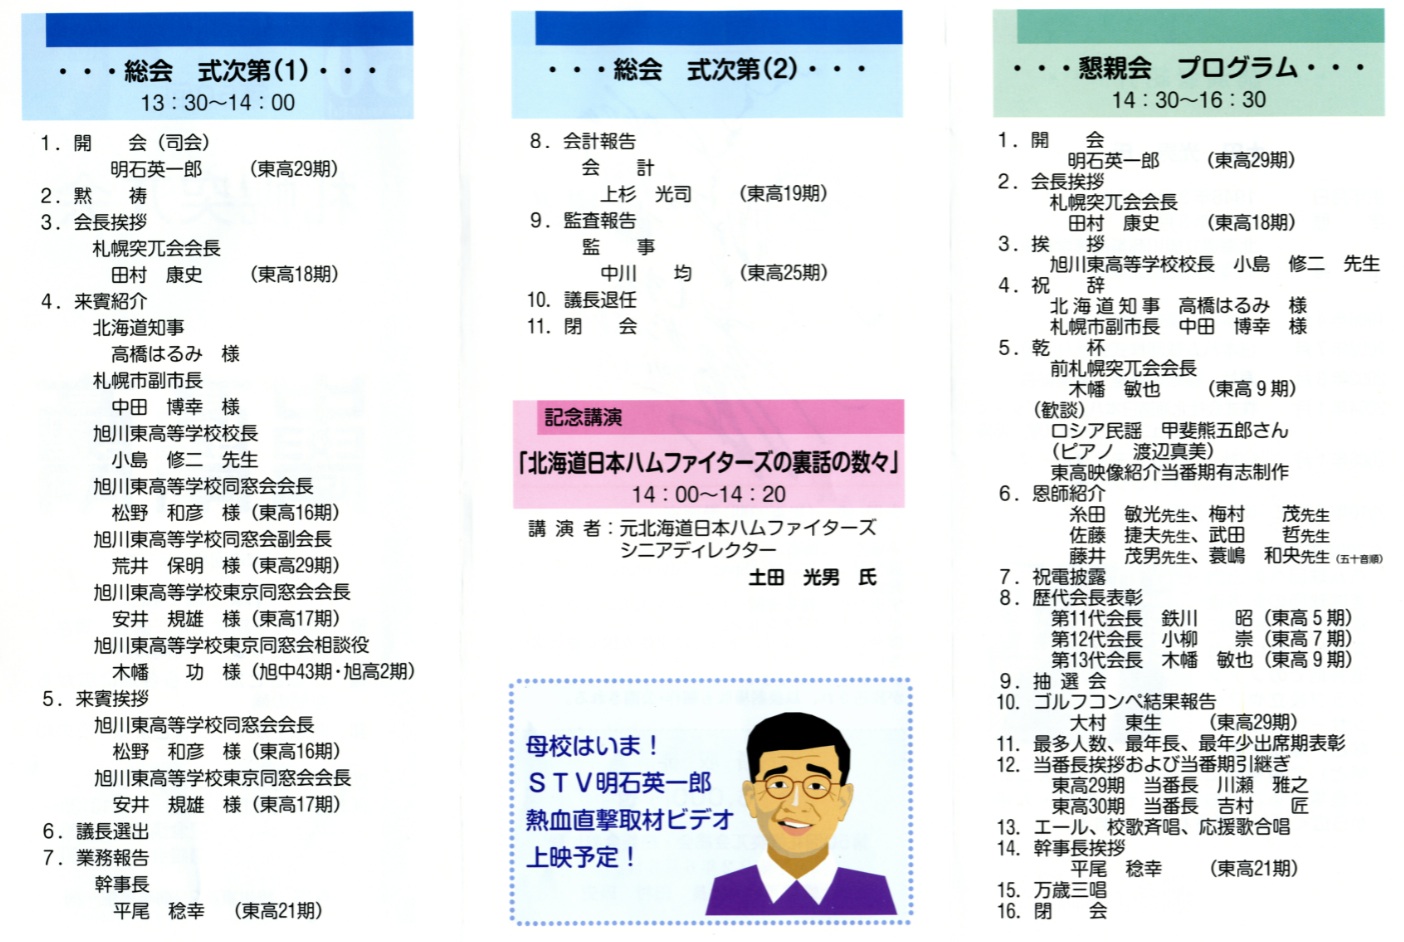 ・・・総会　式次第(1)・・・
13：30～14：00
1．開　　会（司会）
明石英一郎　　（東高29期）
2．黙　　祷
3．会長挨拶
札幌突兀会会長
田村　康史　　（東高18期）
4．来賓紹介
北海道知事
高橋はるみ　様
札幌市副市長
中田　博幸　様
旭川東高等学校校長
小島　修二　先生
旭川東高等学校同窓会会長
松野　和彦　様（東高16期）
旭川東高等学校同窓会副会長
荒井　保明　様（東高29期）
旭川東高等学校東京同窓会会長
安井　規雄　様（東高17期）
旭川東高等学校東京同窓会相談役
木幡　　功　様（旭中43期・旭高2期）
5．来賓挨拶
旭川東高等学校同窓会会長
松野　和彦　様（東高16期）
旭川東高等学校東京同窓会会長
安井　規雄　様（東高17期）
6．議長選出
7．業務報告
幹事長
平尾　稔幸　（東高21期）
・・・総会　式次第(2)・・・
8．会計報告
会　　計
上杉　光司　　（東高19期）
9．監査報告
監　　事
中川　　均　　（東高25期）
10．議長退任
11．閉　　会
記念講演
「北海道日本ハムファイターズの裏話の数々」
14：00～14：20
講 演 者：元北海道日本ハムファイターズ
シニアディレクター
土田　光男　氏
母校はいま！
ＳＴＶ明石英一郎
熱血直撃取材ビデオ
上映予定！
・・・懇親会　プログラム・・・
14：30～16：30
1．開　　会
明石英一郎　　（東高29期）
2．会長挨拶
札幌突兀会会長
田村　康史　　（東高18期）
3．挨　　拶
旭川東高等学校校長　小島　修二　先生
4．祝　　辞
北海道知事　高橋はるみ　様
札幌市副市長　中田　博幸　様
5．乾　　杯
前札幌突兀会会長
木幡　敏也　　（東高９期）
（歓談）
ロシア民謡　甲斐熊五郎さん
（ピアノ　渡辺真美）
東高映像紹介当番期有志制作
6．恩師紹介
糸田　敏光先生、梅村　　茂先生
佐藤　捷夫先生、武田　　哲先生
藤井　茂男先生、蓑嶋　和央先生（五十音順）
7．祝電披露
8．歴代会長表彰
第11代会長　鉄川　　昭（東高５期）
第12代会長　小柳　　崇（東高７期）
第13代会長　木幡　敏也（東高９期）
9．抽 選 会
10．ゴルフコンペ結果報告
大村　東生　　（東高29期）
11．最多人数、最年長、最年少出席期表彰
12．当番長挨拶および当番期引継ぎ
東高29期　当番長　川瀬　雅之
東高30期　当番長　吉村　　匠
13．エール、校歌斉唱、応援歌合唱
14．幹事長挨拶
平尾　稔幸　　（東高21期）
15．万歳三唱
16．閉　　会